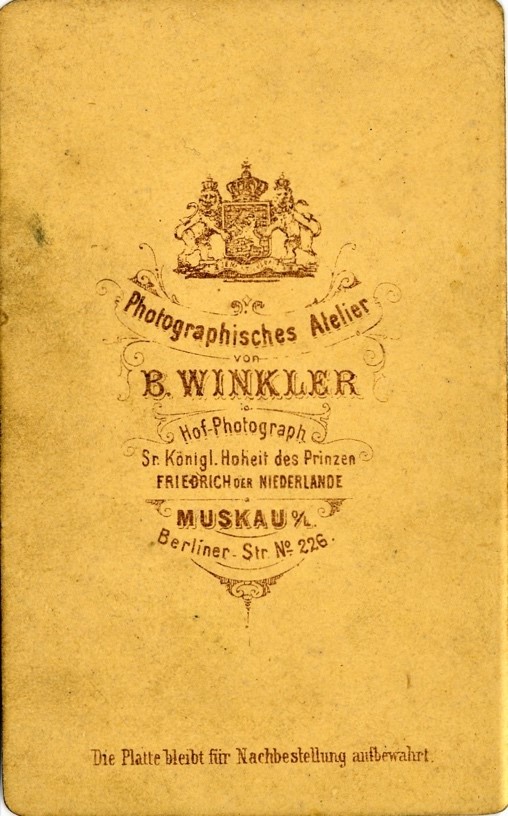 Photographisches Atelier
von
B. WINKLER
Hof-Photograph
Sr. Königl. Hoheit des Prinzen
FRIEDRICH DER NIEDERLANDE
MUSKAU O/L.
Berliner-Str. No 226.
Die Platte bleibt für Nachbestellung aufbewahrt.